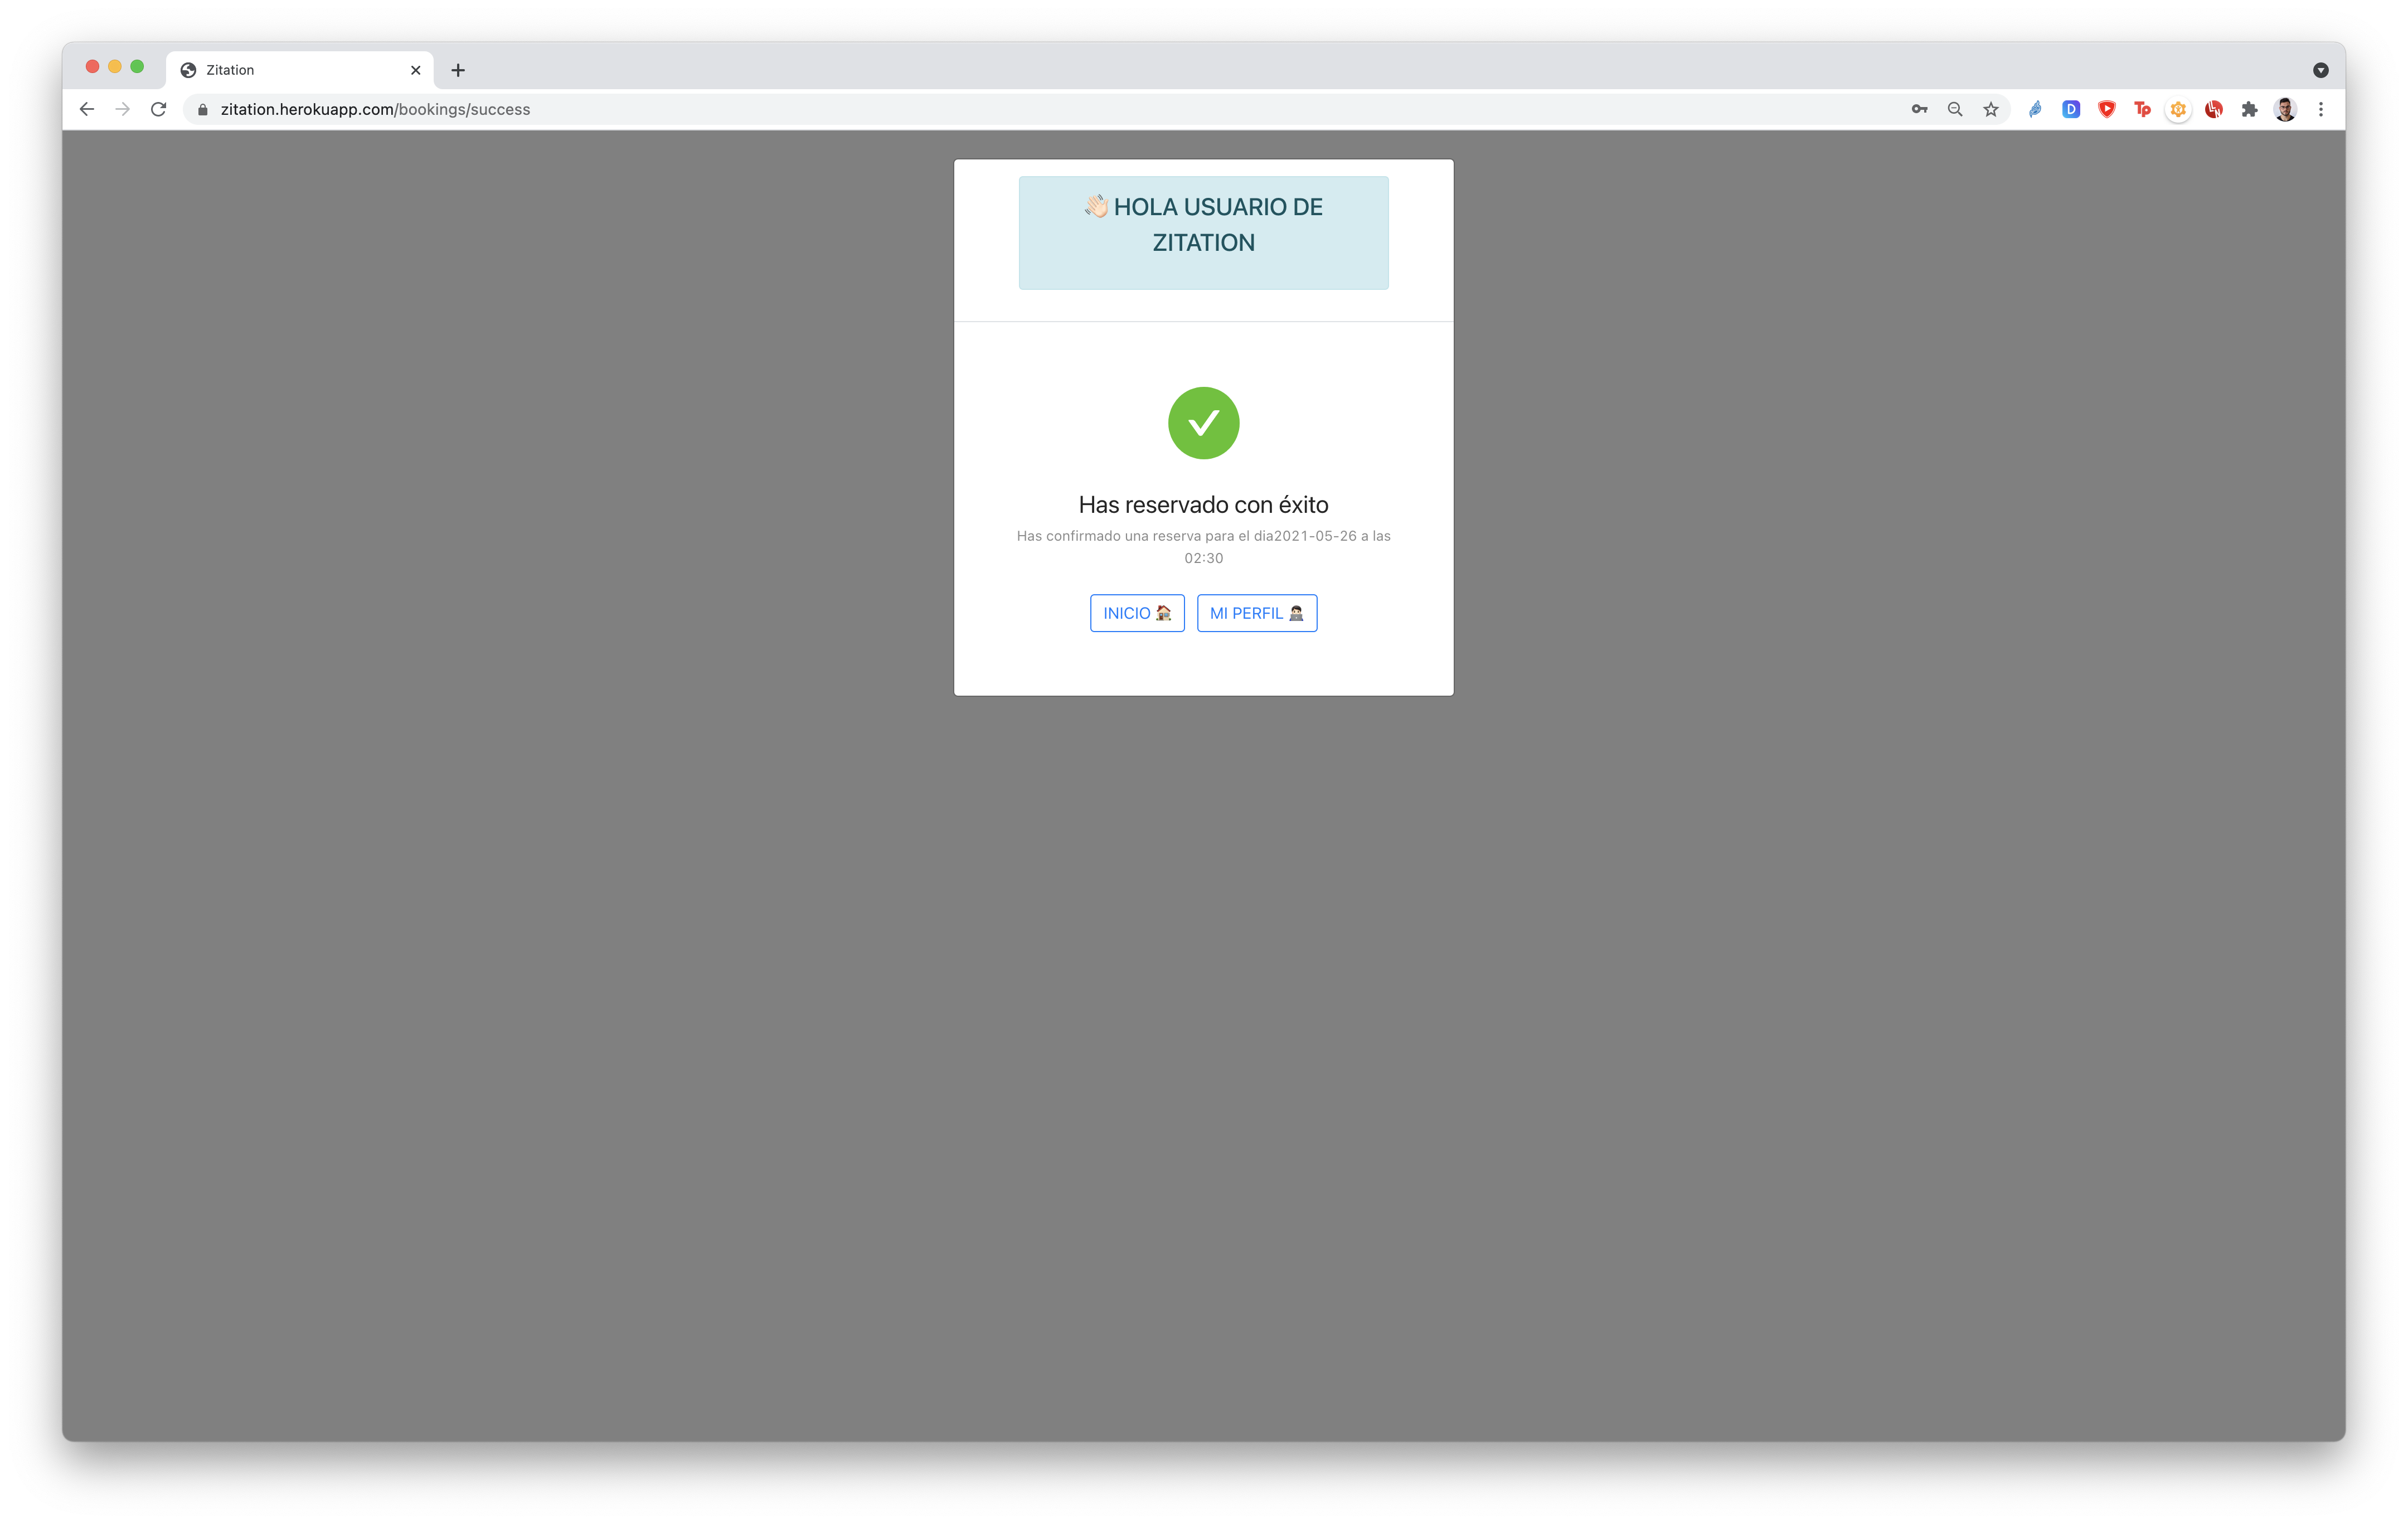 Zitation
zitation.herokuapp.com/bookings/success
👋🏻 HOLA USUARIO DE
ZITATION
Has reservado con éxito
Has confirmado una reserva para el dia2021-05-26 a las
02:30
INICIO 🏠 MI PERFIL 👨🏻‍💻